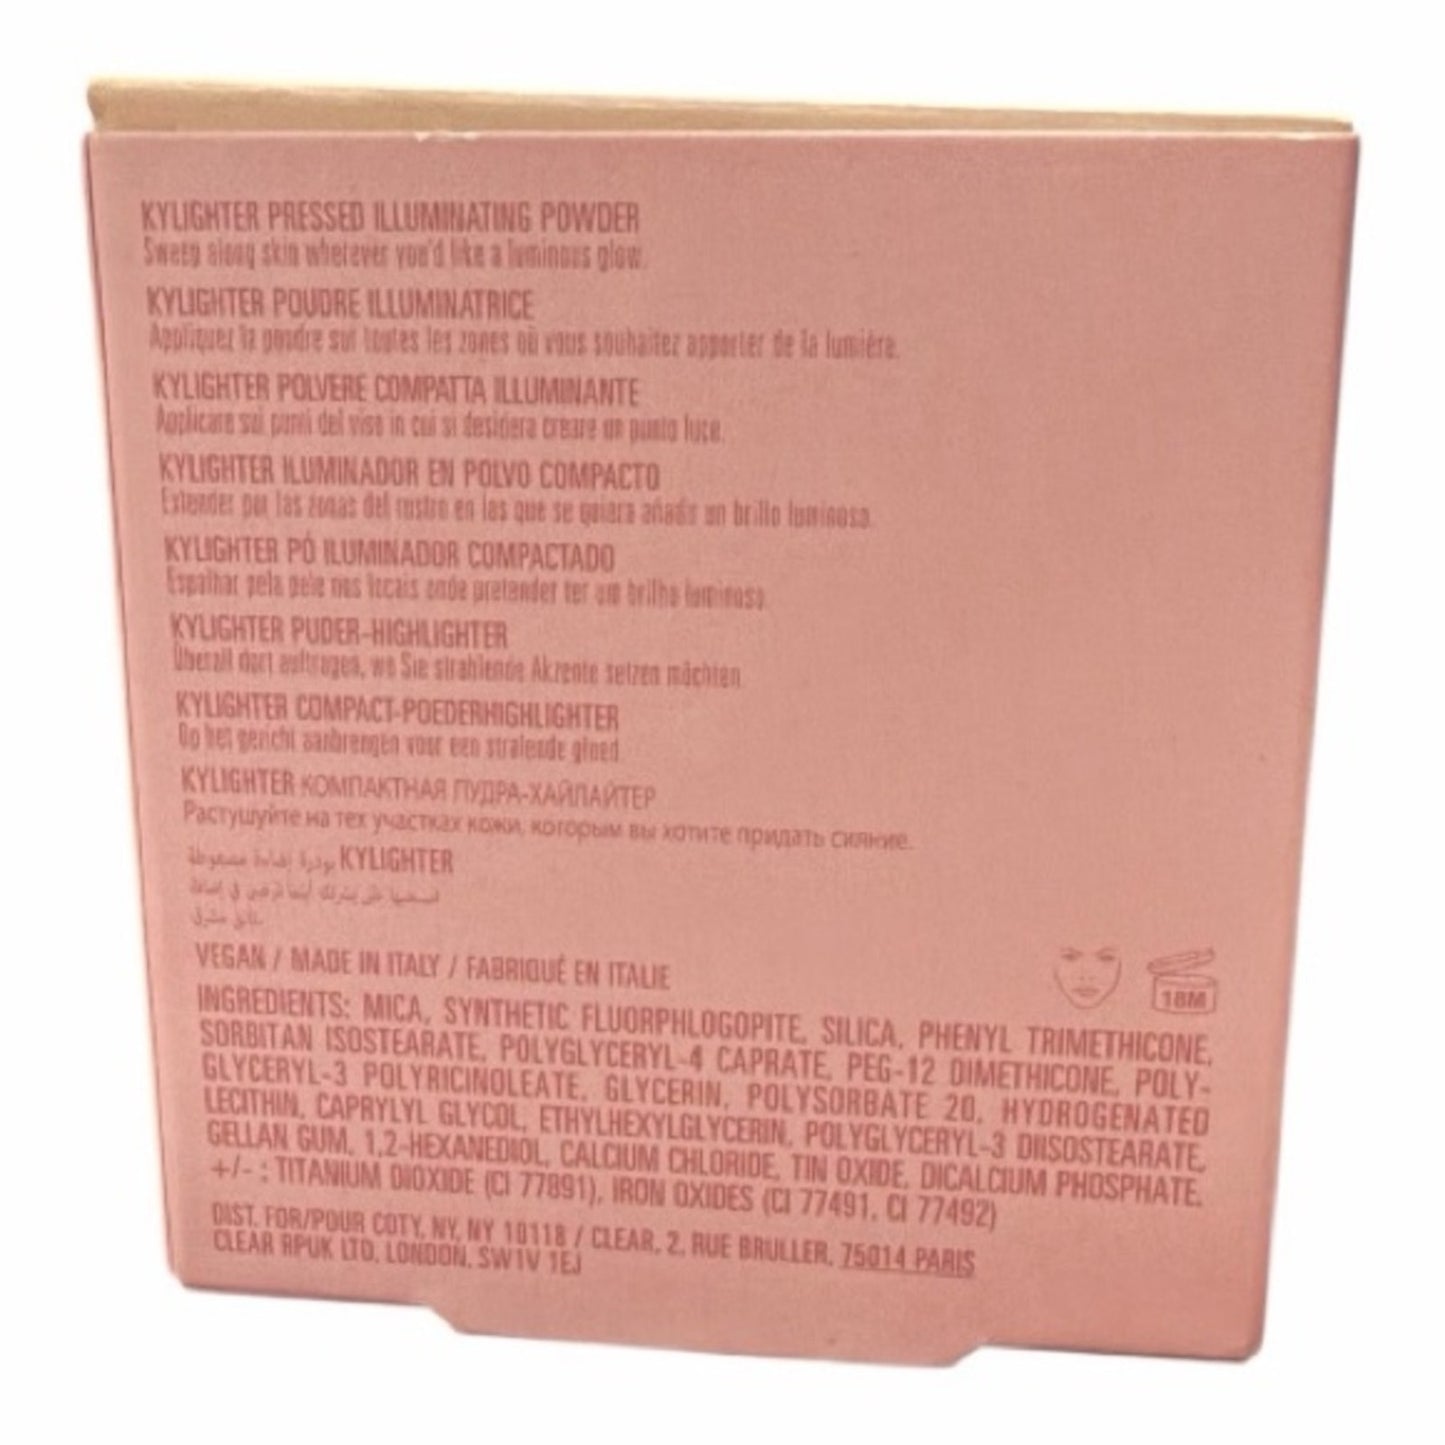 KYLIGHTER PRESSED ILLUMINATING POWDER
Sweep along skin wherever you'd like a luminous glow.
KYLIGHTER POUDRE ILLUMINATRICE
Appliquez la poudre sur toutes les zones où vous souhaitez apporter de la lumière.
KYLIGHTER POLVERE COMPATTA ILLUMINANTE
Applicare sui punti del viso in cui si desidera creare un punto luce.
KYLIGHTER ILUMINADOR EN POLVO COMPACTO
Extender por las zonas del rostro en las que se quiera añadir un brillo luminoso.
KYLIGHTER PÓ ILUMINADOR COMPACTADO
Espalhar pela pele nos locais onde pretender ter um brilho luminoso.
KYLIGHTER PUDER-HIGHLIGHTER
Überall dort auftragen, wo Sie strahlende Akzente setzen möchten.
KYLIGHTER COMPACT-POEDERHIGHLIGHTER
Op het gezicht aanbrengen voor een stralende gloed.
KYLIGHTER КОМПАКТНАЯ ПУДРА-ХАЙЛАЙТЕР
Растушуйте на тех участках кожи, которым вы хотите придать сияние.
بودرة إضاءة مضغوطة KYLIGHTER
على بشرتك أينما ترغبين في إضافة
VEGAN / MADE IN ITALY / FABRIQUÉ EN ITALIE
18M
INGREDIENTS: MICA, SYNTHETIC FLUORPHLOGOPITE, SILICA, PHENYL TRIMETHICONE,
SORBITAN ISOSTEARATE, POLYGLYCERYL-4 CAPRATE, PEG-12 DIMETHICONE, POLY-
GLYCERYL-3 POLYRICINOLEATE, GLYCERIN, POLYSORBATE 20, HYDROGENATED
LECITHIN, CAPRYLYL GLYCOL, ETHYLHEXYLGLYCERIN, POLYGLYCERYL-3 DIISOSTEARATE,
GELLAN GUM, 1,2-HEXANEDIOL, CALCIUM CHLORIDE, TIN OXIDE, DICALCIUM PHOSPHATE,
+/- : TITANIUM DIOXIDE (CI 77891), IRON OXIDES (CI 77491, CI 77492)
DIST. FOR/POUR COTY, NY, NY 10118 / CLEAR, 2, RUE BRULLER, 75014 PARIS
CLEAR RPUK LTD, LONDON, SW1V 1EJ